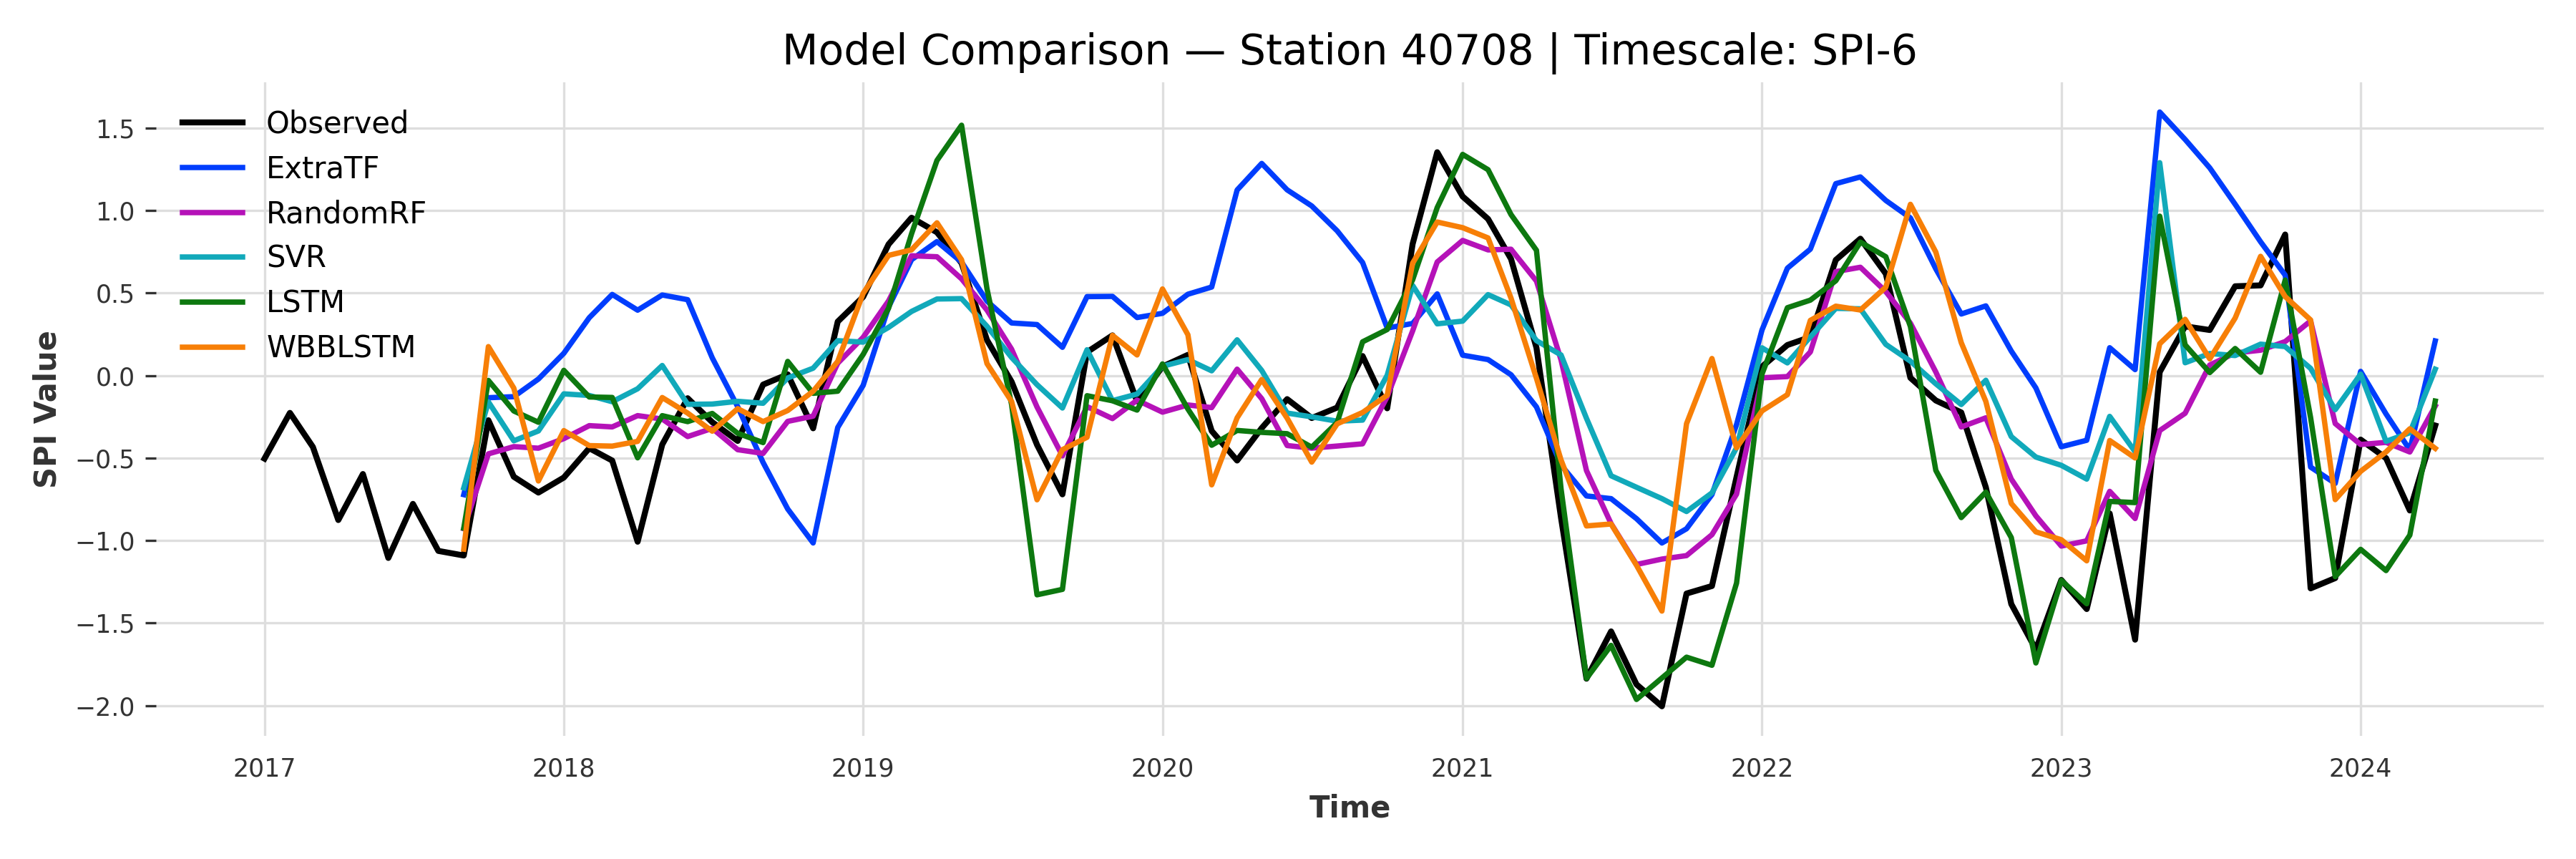 Model Comparison — Station 40708 | Timescale: SPI-6
SPI Value
1.5
1.0
0.5
0.0
−0.5
−1.0
−1.5
−2.0
Observed
ExtraTF
RandomRF
SVR
LSTM
WBBLSTM
2017 2018 2019 2020 2021 2022 2023 2024
Time